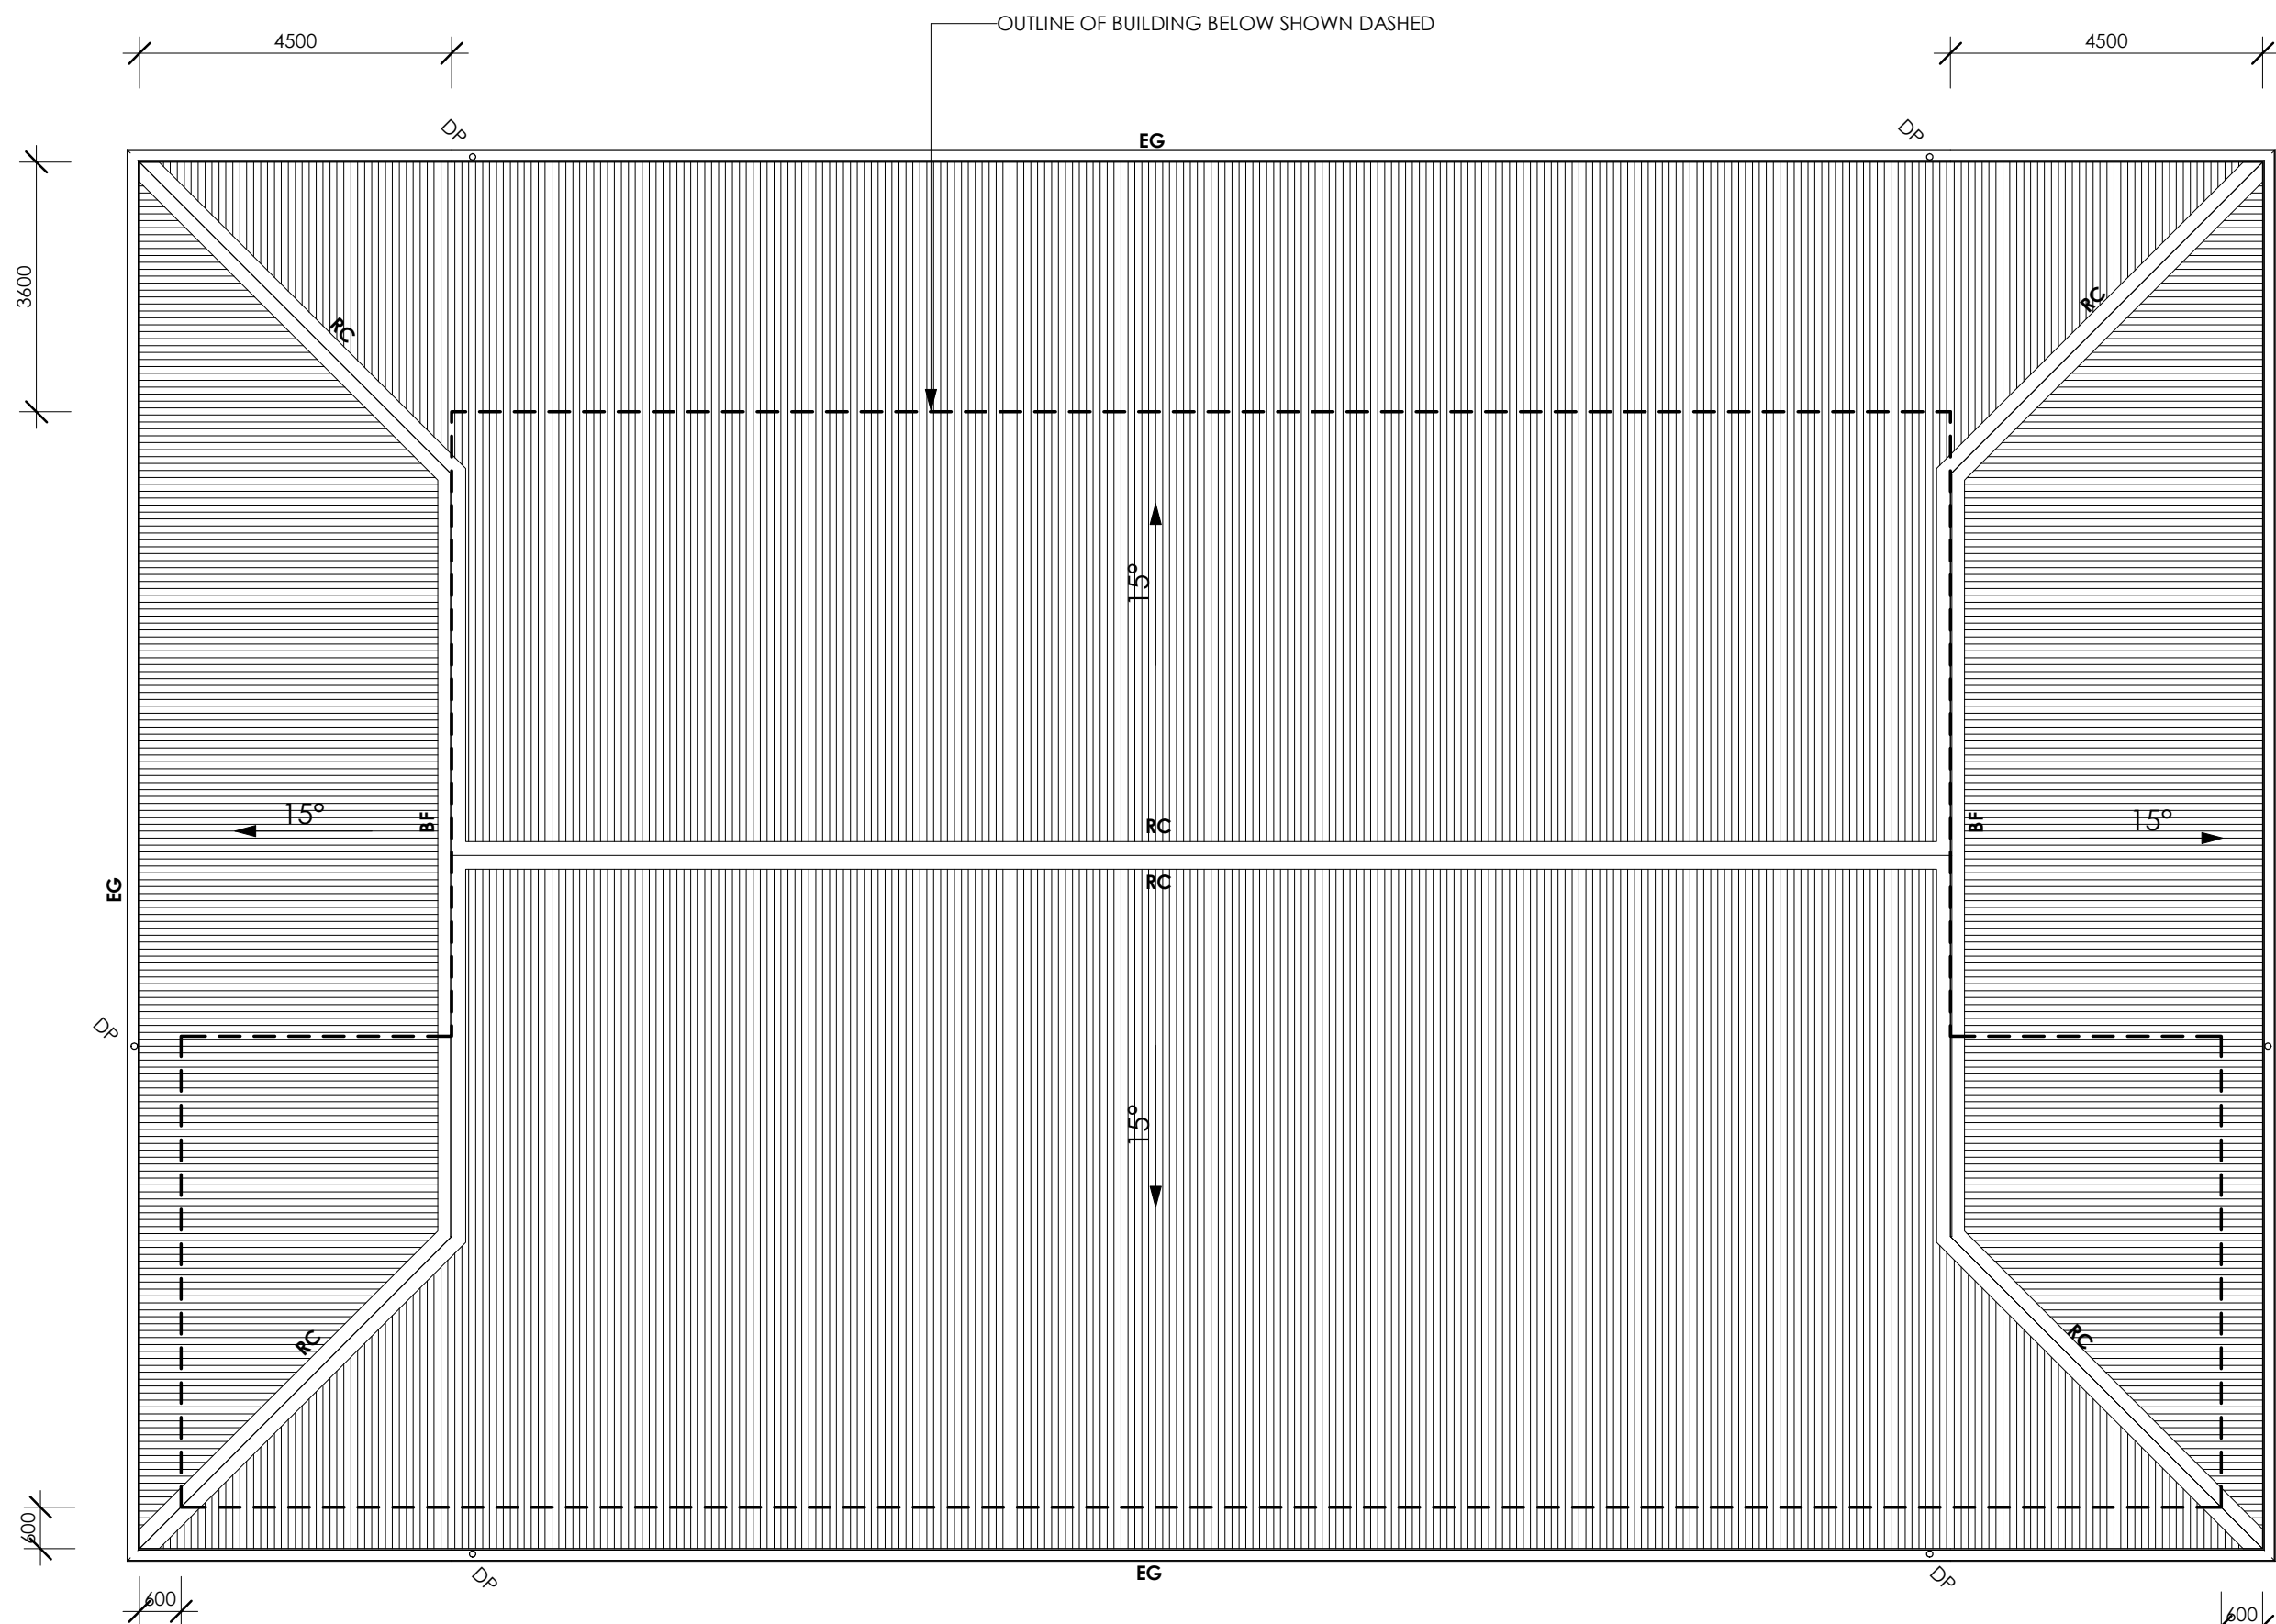 OUTLINE OF BUILDING BELOW SHOWN DASHED
4500
4500
DP
DP
EG
3600
RC
RC
15°
15°
BF
RC
BF
15°
EG
RC
DP
15°
RC
RC
600
EG
DP
DP
600
600